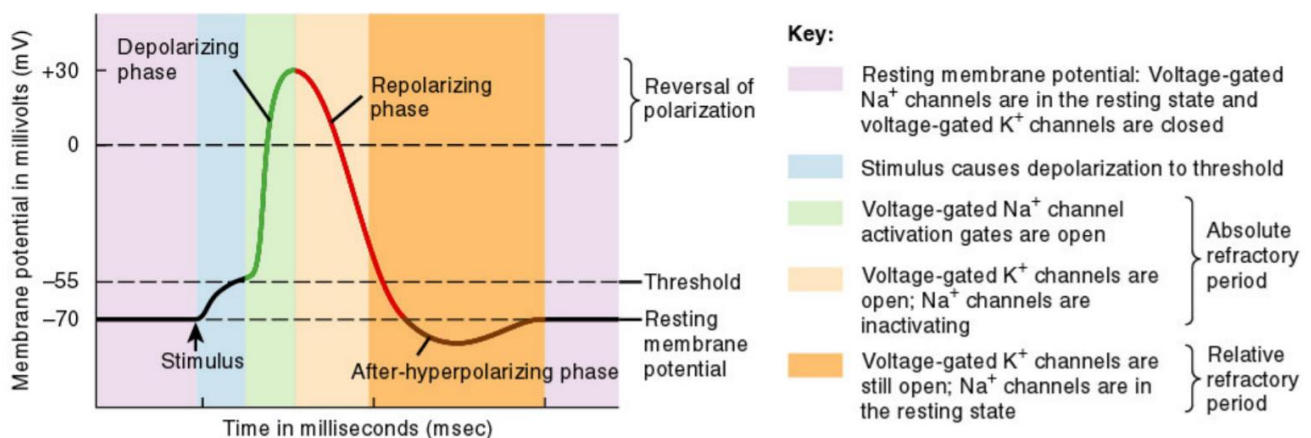 Membrane potential in millivolts (mV)
+30
0
–55
–70
Depolarizing
phase
Repolarizing
phase
Reversal of
polarization
Threshold
Resting
membrane
potential
Stimulus
After-hyperpolarizing phase
Time in milliseconds (msec)
Key:
Resting membrane potential: Voltage-gated
Na+ channels are in the resting state and
voltage-gated K+ channels are closed
Stimulus causes depolarization to threshold
Voltage-gated Na+ channel
activation gates are open
Voltage-gated K+ channels are
open; Na+ channels are
inactivating
Absolute
refractory
period
Voltage-gated K+ channels are
still open; Na+ channels are in
the resting state
Relative
refractory
period